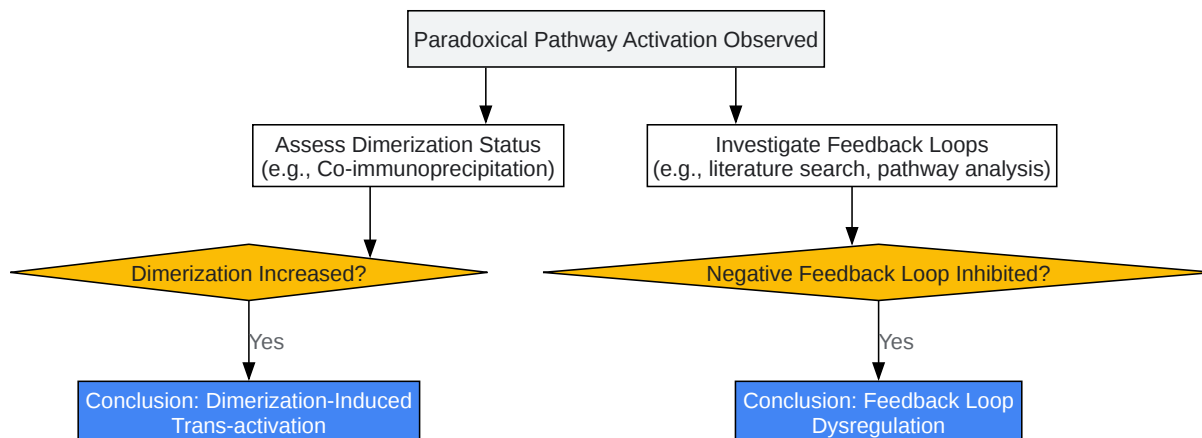 Paradoxical Pathway Activation Observed
Assess Dimerization Status
(e.g., Co-immunoprecipitation)
Investigate Feedback Loops
(e.g., literature search, pathway analysis)
Dimerization Increased?
Negative Feedback Loop Inhibited?
Yes
Yes
Conclusion: Dimerization-Induced
Trans-activation
Conclusion: Feedback Loop
Dysregulation